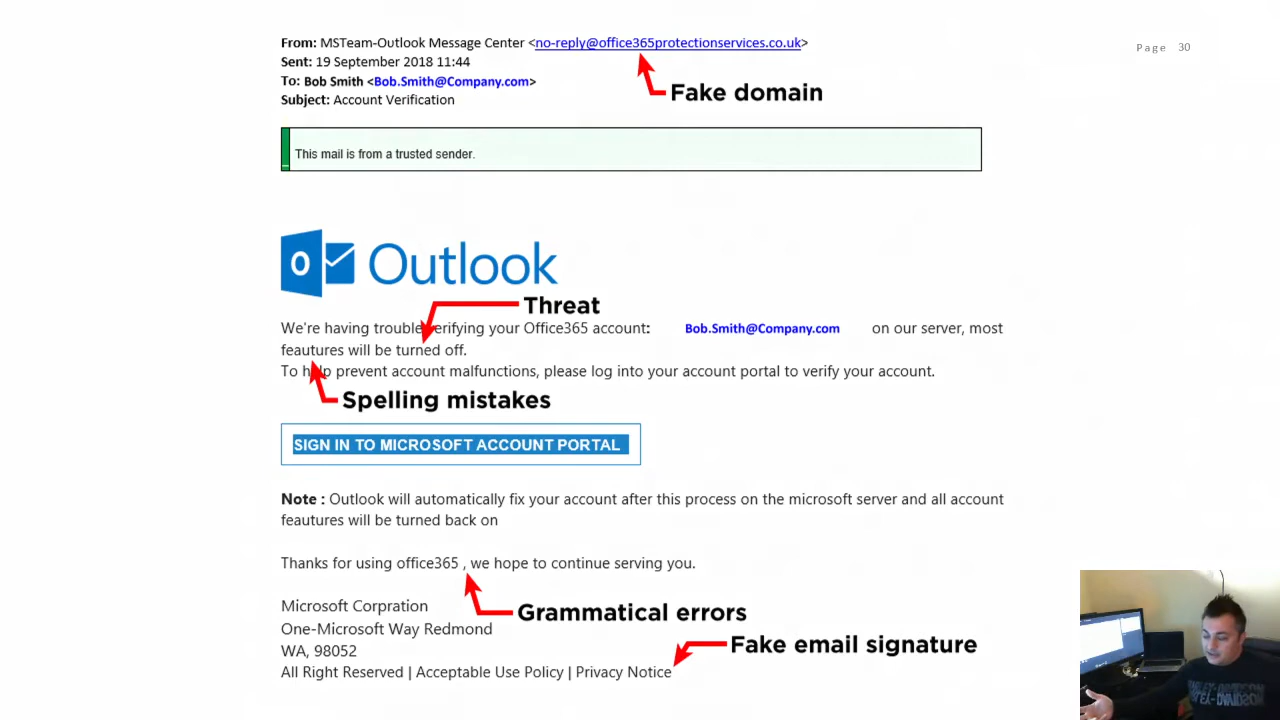 From: MSTeam-Outlook Message Center <no-reply@office365protectionservices.co.uk>
Page 30
Sent: 19 September 2018 11:44
To: Bob Smith <Bob.Smith@Company.com>
Fake domain
Subject: Account Verification
This mail is from a trusted sender.
O Outlook
Threat
We're having trouble verifying your Office365 account: Bob.Smith@Company.com on our server, most
feautures will be turned off.
To help prevent account malfunctions, please log into your account portal to verify your account.
Spelling mistakes
SIGN IN TO MICROSOFT ACCOUNT PORTAL
Note : Outlook will automatically fix your account after this process on the microsoft server and all account
feautures will be turned back on
Thanks for using office365 , we hope to continue serving you.
Microsoft Corpration
Grammatical errors
One-Microsoft Way Redmond
Fake email signature
WA, 98052
All Right Reserved | Acceptable Use Policy | Privacy Notice